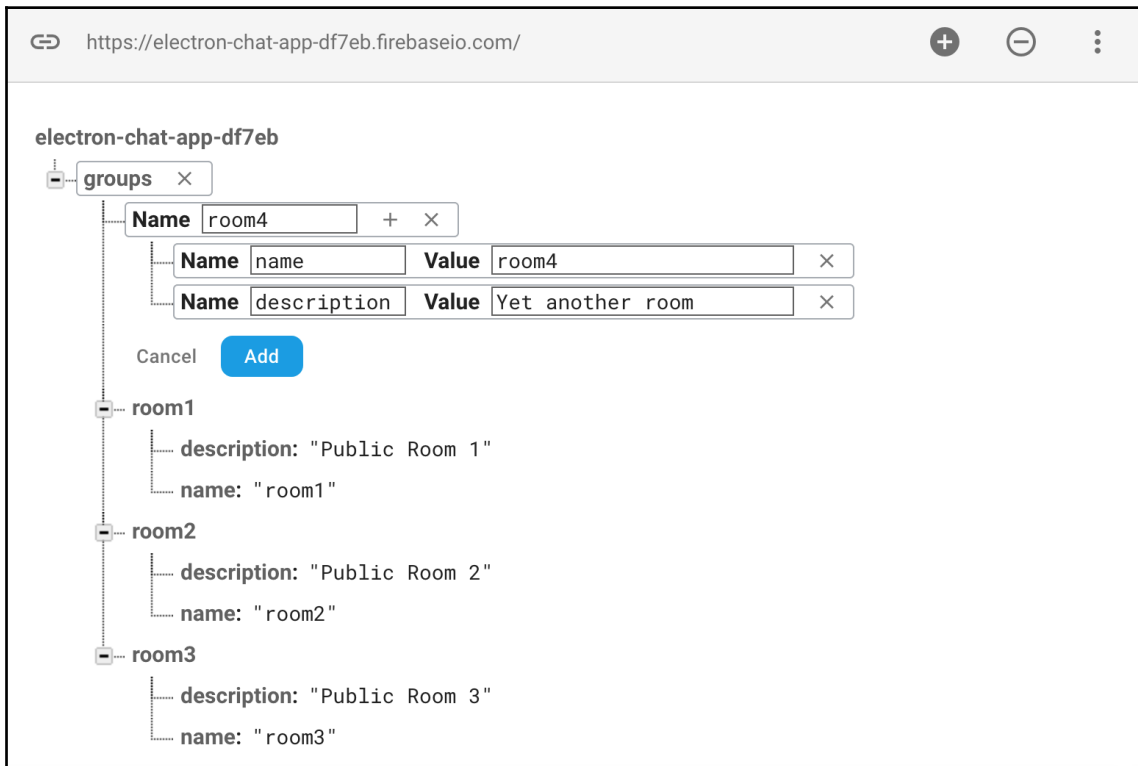 https://electron-chat-app-df7eb.firebaseio.com/
electron-chat-app-df7eb
groups
Name room4
Name name Value room4
Name description Value Yet another room
Cancel Add
room1
description: "Public Room 1"
name: "room1"
room2
description: "Public Room 2"
name: "room2"
room3
description: "Public Room 3"
name: "room3"